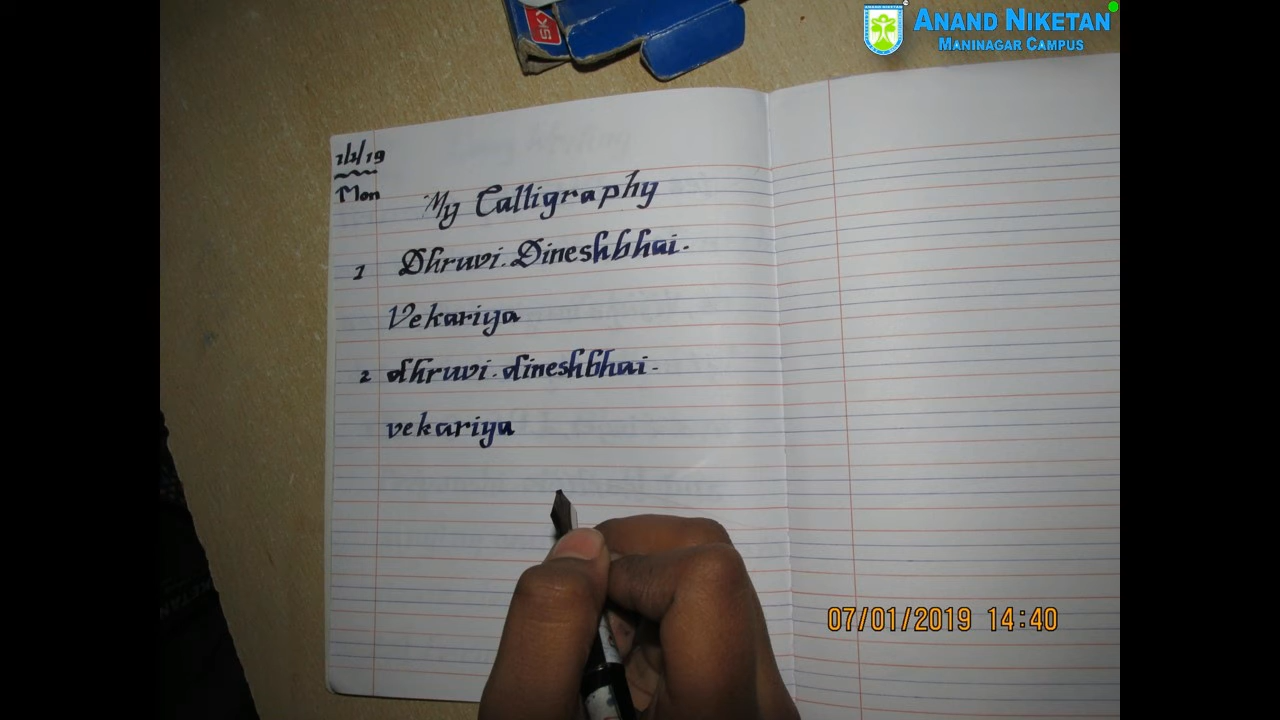 SKY
ANAND NIKETAN
MANINAGAR CAMPUS
7/1/19
Mon
My Calligraphy
1 Dhruvi. Dineshbhai.
Vekariya
2 dhruvi. dineshbhai.
vekariya
07/01/2019 14:40